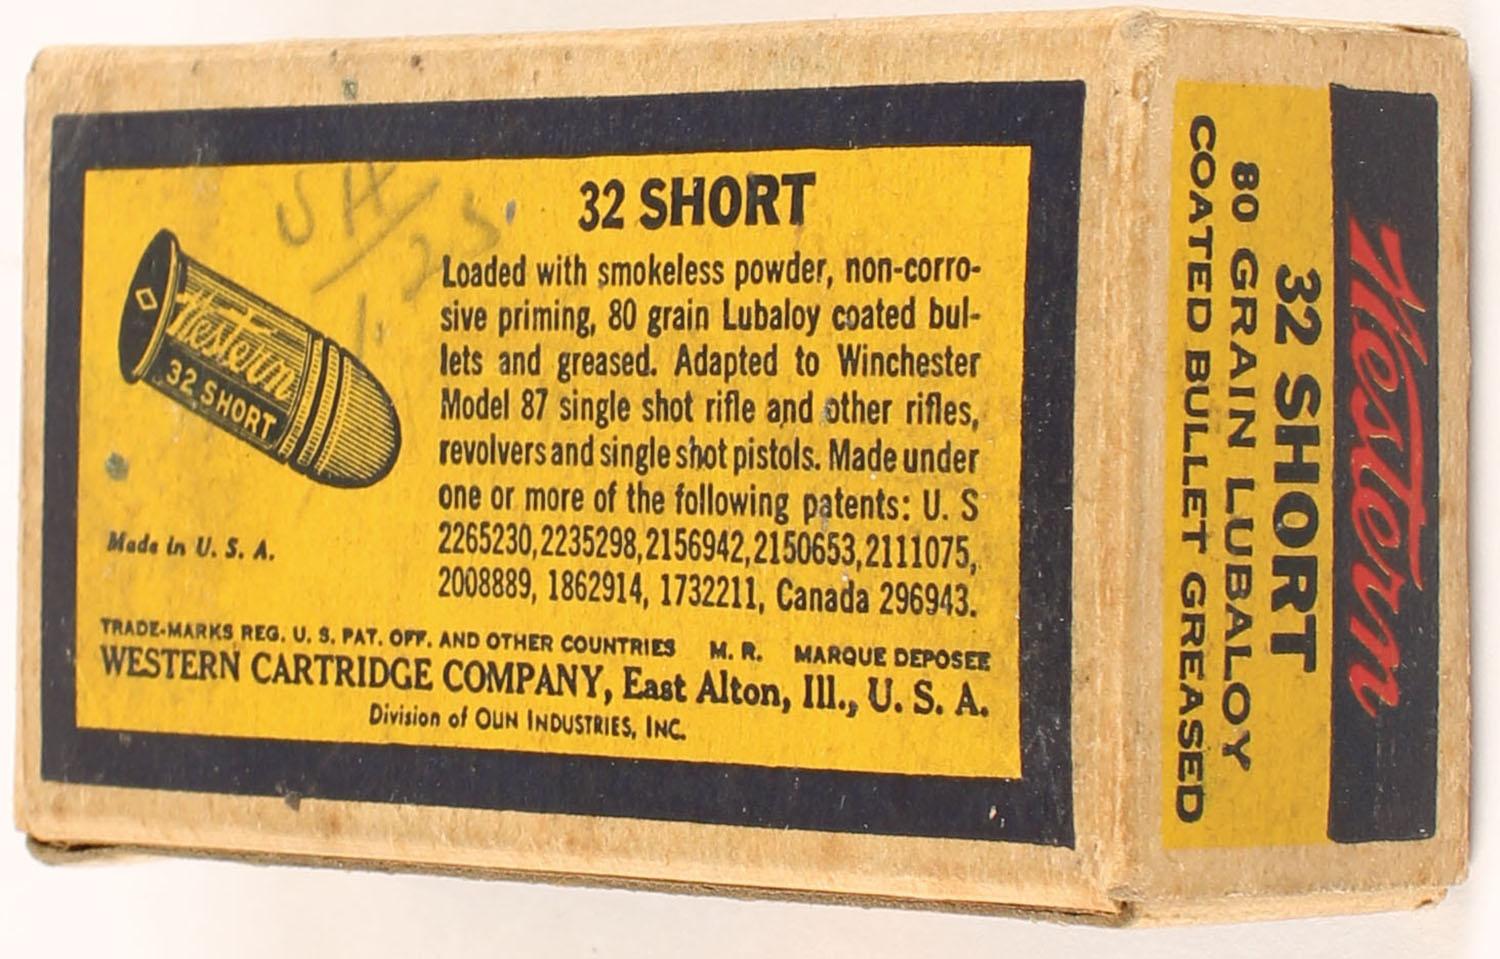 32 SHORT
Loaded with smokeless powder, non-corro-
sive priming, 80 grain Lubaloy coated bul-
lets and greased. Adapted to Winchester
Model 87 single shot rifle and other rifles,
revolvers and single shot pistols. Made under
one or more of the following patents: U. S
2265230, 2235298, 2156942, 2150653, 2111075,
2008889, 1862914, 1732211, Canada 296943.
Western
32 SHORT
Made in U. S. A.
TRADE-MARKS REG. U. S. PAT. OFF. AND OTHER COUNTRIES M. R. MARQUE DEPOSEE
WESTERN CARTRIDGE COMPANY, East Alton, Ill., U. S. A.
Division of OLIN INDUSTRIES, INC.
Western
32 SHORT
80 GRAIN LUBALOY
COATED BULLET GREASED